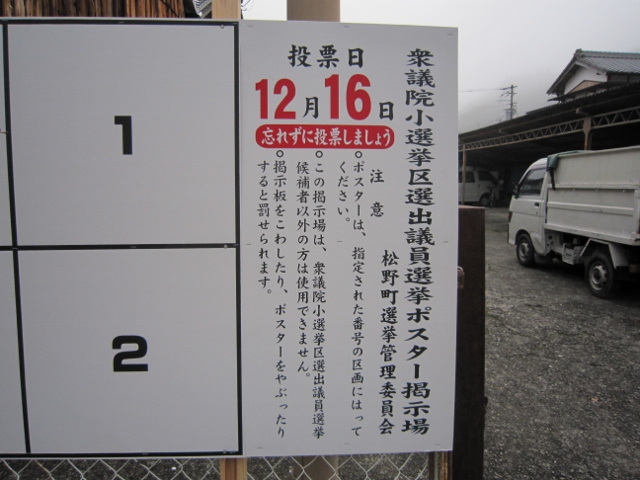 衆議院小選挙区選出議員選挙ポスター掲示場
松野町選挙管理委員会
投票日
12月16日
忘れずに投票しましょう
注意
○ポスターは、指定された番号の区画にはって
ください。
○この掲示場は、衆議院小選挙区選出議員選挙
候補者以外の方は使用できません。
○掲示板をこわしたり、ポスターをやぶったり
すると罰せられます。
1
2